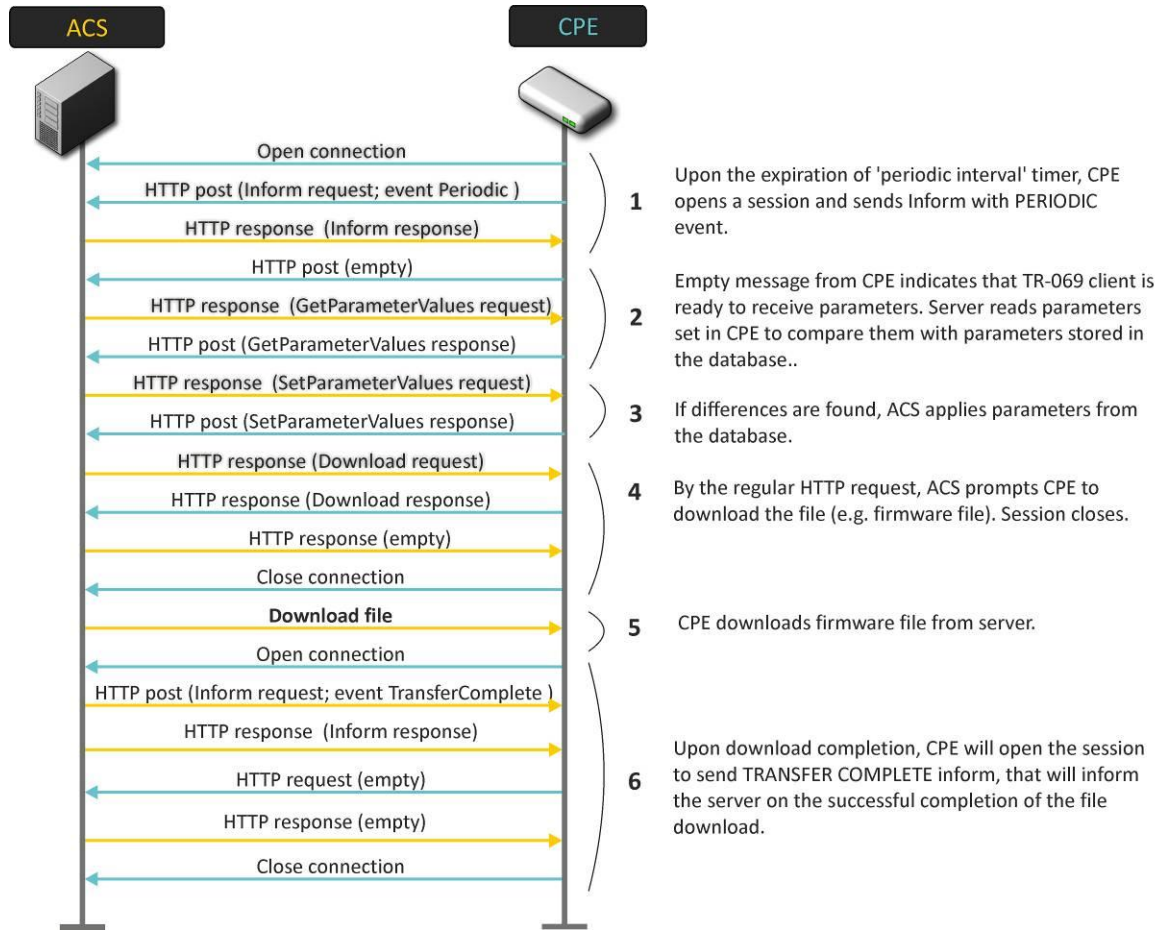 ACS
CPE
Open connection
HTTP post (Inform request; event Periodic )
HTTP response  (Inform response)
1
Upon the expiration of 'periodic interval' timer, CPE
opens a session and sends Inform with PERIODIC
event.
HTTP post (empty)
HTTP response  (GetParameterValues request)
HTTP post (GetParameterValues response)
2
Empty message from CPE indicates that TR-069 client is
ready to receive parameters. Server reads parameters
set in CPE to compare them with parameters stored in
the database..
HTTP response  (SetParameterValues request)
HTTP post (SetParameterValues response)
3
If differences are found, ACS applies parameters from
the database.
HTTP response (Download request)
HTTP response (Download response)
HTTP response (empty)
Close connection
4
By the regular HTTP request, ACS prompts CPE to
download the file (e.g. firmware file). Session closes.
Download file
5
CPE downloads firmware file from server.
Open connection
HTTP post (Inform request; event TransferComplete )
HTTP response  (Inform response)
HTTP request (empty)
HTTP response (empty)
Close connection
6
Upon download completion, CPE will open the session
to send TRANSFER COMPLETE inform, that will inform
the server on the successful completion of the file
download.